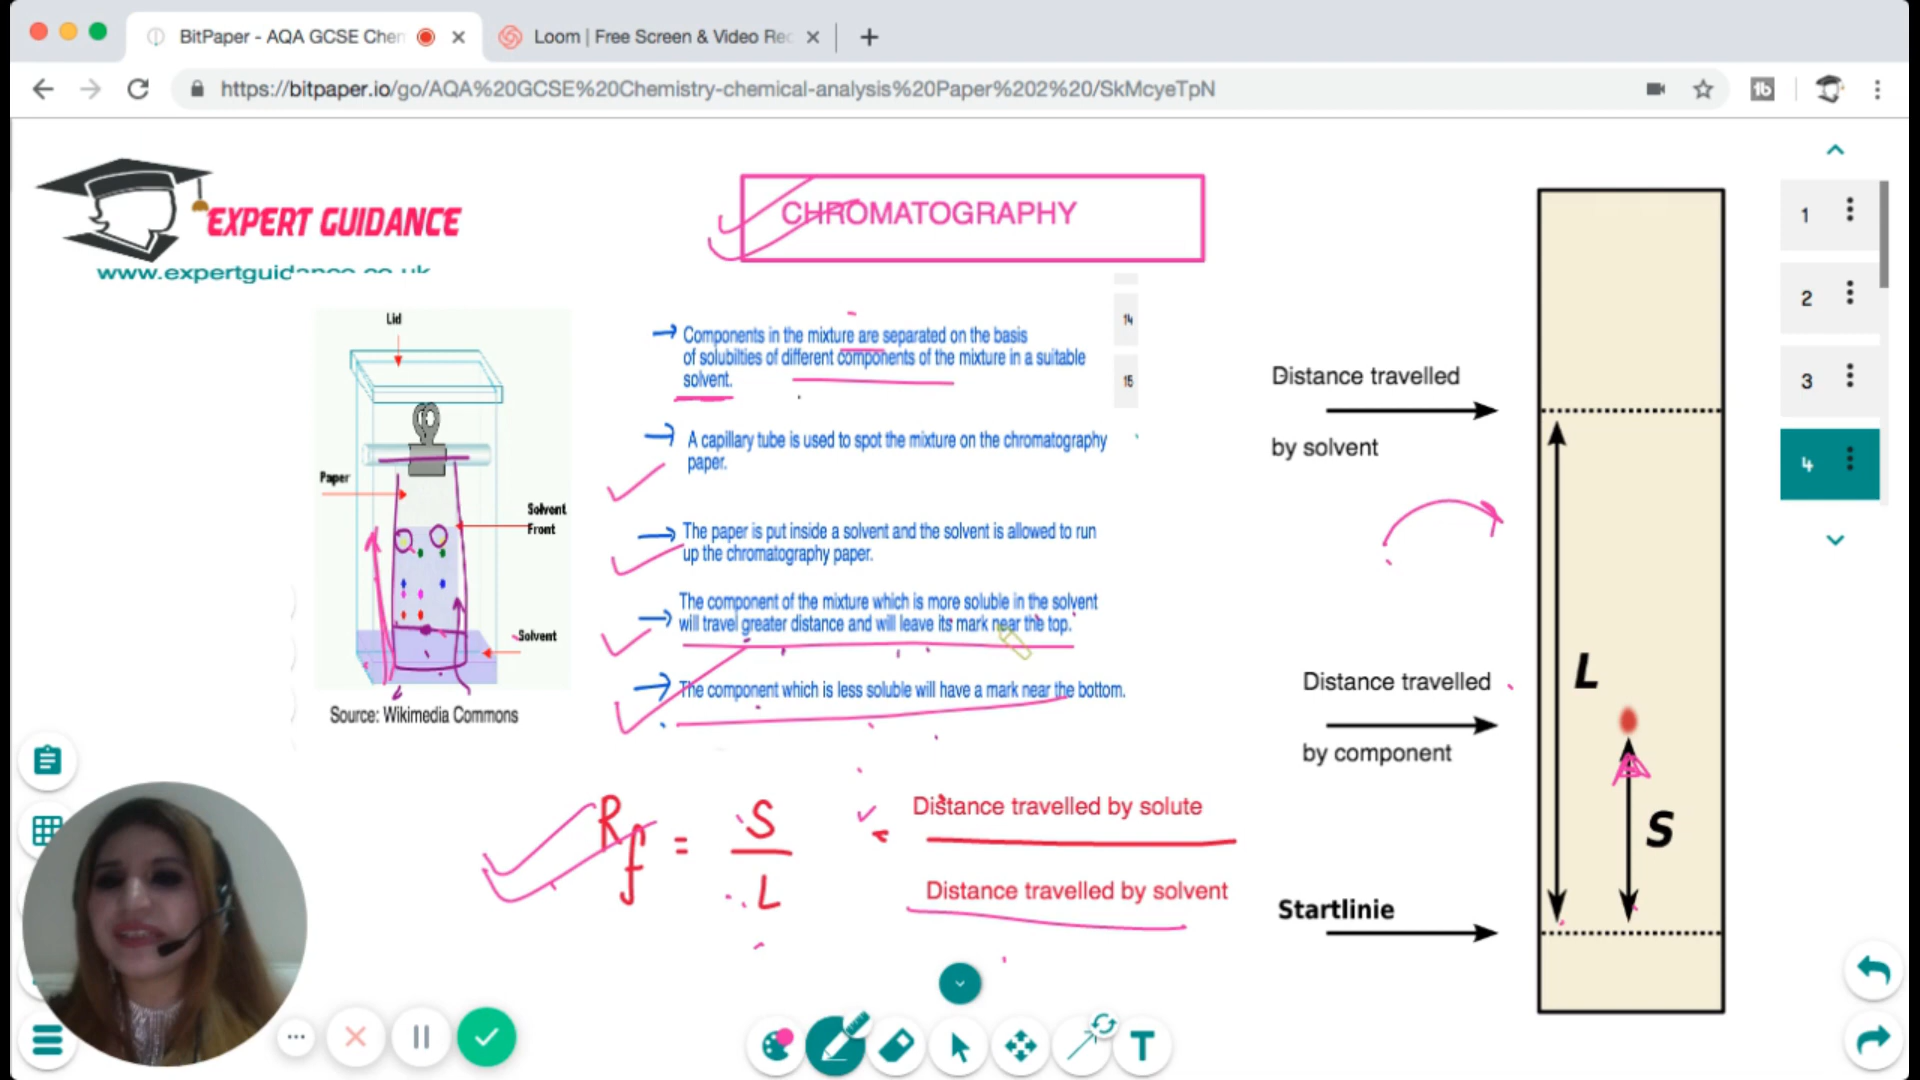 BitPaper - AQA GCSE Chem
Loom | Free Screen & Video Rec
https://bitpaper.io/go/AQA%20GCSE%20Chemistry-chemical-analysis%20Paper%202%20/SkMcyeTpN
EXPERT GUIDANCE
www.expertguidance.co.uk
CHROMATOGRAPHY
1
2
3
4
14
15
Lid
Paper
Solvent
Front
Solvent
Source: Wikimedia Commons
Components in the mixture are separated on the basis
of solubilties of different components of the mixture in a suitable
solvent.
A capillary tube is used to spot the mixture on the chromatography
paper.
The paper is put inside a solvent and the solvent is allowed to run
up the chromatography paper.
The component of the mixture which is more soluble in the solvent
will travel greater distance and will leave its mark near the top.
The component which is less soluble will have a mark near the bottom.
Rf = S / L
Distance travelled by solute
Distance travelled by solvent
Distance travelled
by solvent
Distance travelled
by component
Startlinie
L
S
T